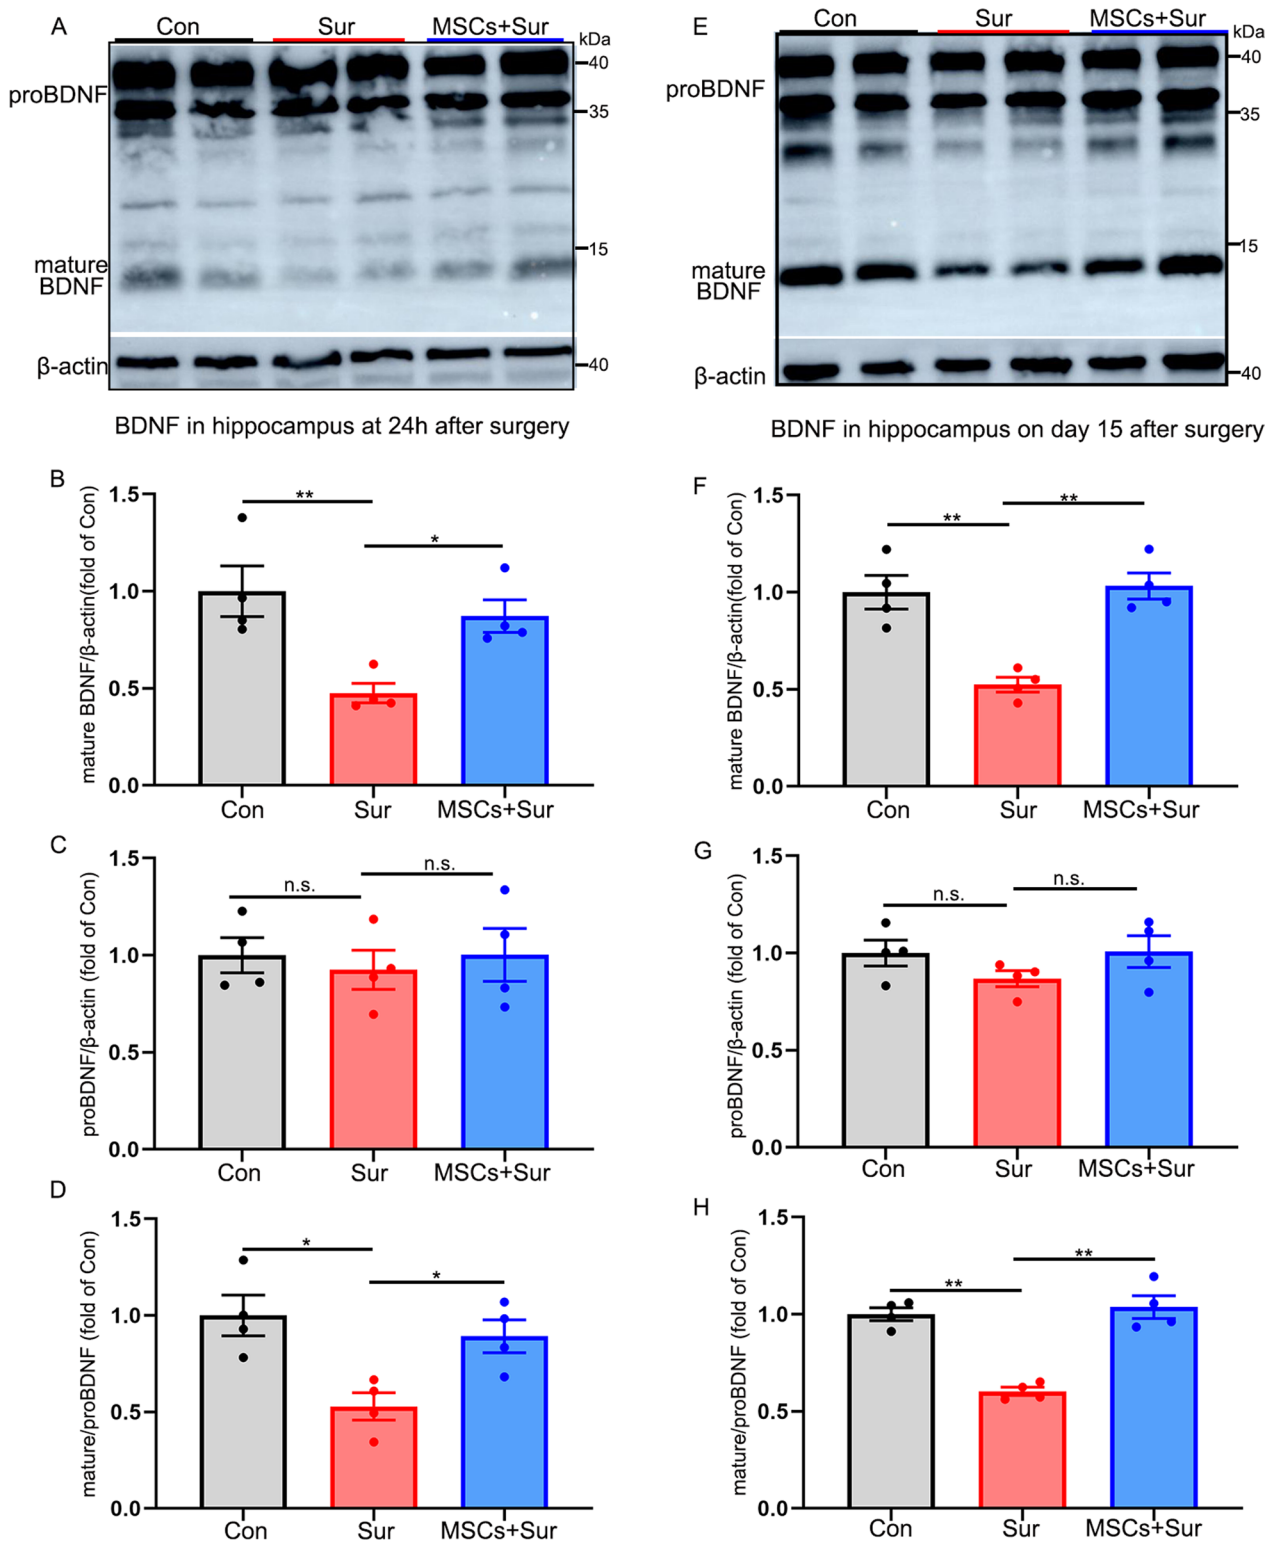 A
Con
Sur
MSCs+Sur
kDa
40
proBDNF
35
15
mature
BDNF
β-actin
40
BDNF in hippocampus at 24h after surgery
E
Con
Sur
MSCs+Sur
kDa
40
proBDNF
35
15
mature
BDNF
β-actin
40
BDNF in hippocampus on day 15 after surgery
B
mature BDNF/β-actin(fold of Con)
1.5
1.0
0.5
0.0
**
*
Con
Sur
MSCs+Sur
F
mature BDNF/β-actin(fold of Con)
1.5
1.0
0.5
0.0
**
**
Con
Sur
MSCs+Sur
C
proBDNF/β-actin (fold of Con)
1.5
1.0
0.5
0.0
n.s.
n.s.
Con
Sur
MSCs+Sur
G
proBDNF/β-actin (fold of Con)
1.5
1.0
0.5
0.0
n.s.
n.s.
Con
Sur
MSCs+Sur
D
mature/proBDNF (fold of Con)
1.5
1.0
0.5
0.0
*
*
Con
Sur
MSCs+Sur
H
mature/proBDNF (fold of Con)
1.5
1.0
0.5
0.0
**
**
Con
Sur
MSCs+Sur